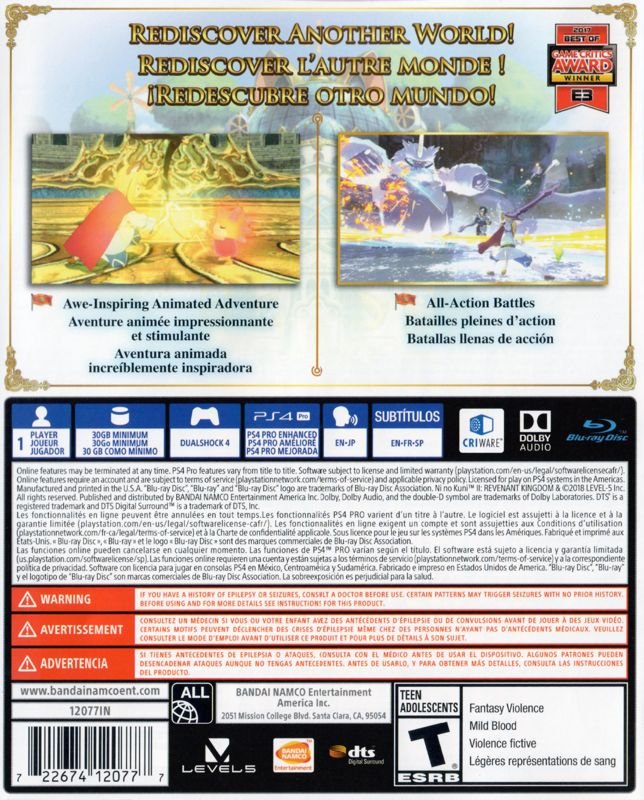 REDISCOVER ANOTHER WORLD!
REDISCOVER L'AUTRE MONDE !
¡REDESCUBRE OTRO MUNDO!
2017
BEST OF
GAME CRITICS
AWARD
WINNER
E3
Awe-Inspiring Animated Adventure
Aventure animée impressionnante
et stimulante
Aventura animada
increíblemente inspiradora
All-Action Battles
Batailles pleines d'action
Batallas llenas de acción
1 PLAYER
JOUEUR
JUGADOR
30GB MINIMUM
30Go MINIMUM
30 GB COMO MÍNIMO
DUALSHOCK 4
PS4 Pro
PS4 PRO ENHANCED
PS4 PRO AMÉLIORÉ
PS4 PRO MEJORADA
EN-JP
SUBTÍTULOS
EN-FR-SP
CRIWARE™
DOLBY
AUDIO
Blu-ray Disc™
Online features may be terminated at any time. PS4 Pro features vary from title to title. Software subject to license and limited warranty (playstation.com/en-us/legal/softwarelicensecafr/).
Online features require an account and are subject to terms of service (playstationnetwork.com/terms-of-service) and applicable privacy policy. Licensed for play on PS4 systems in the Americas.
Manufactured and printed in the U.S.A. "Blu-ray Disc", "Blu-ray" and "Blu-ray Disc" logo are trademarks of Blu-ray Disc Association. Ni no Kuni™ II: REVENANT KINGDOM & ©2018 LEVEL-5 Inc.
All rights reserved. Published and distributed by BANDAI NAMCO Entertainment America Inc. Dolby, Dolby Audio, and the double-D symbol are trademarks of Dolby Laboratories. DTS' is a
registered trademark and DTS Digital Surround™ is a trademark of DTS, Inc.
Les fonctionnalités en ligne peuvent être annulées en tout temps.Les fonctionnalités PS4 PRO varient d'un titre à l'autre. Le logiciel est assujetti à la licence et à la
garantie limitée (playstation.com/en-us/legal/softwarelicense-cafr/). Les fonctionnalités en ligne exigent un compte et sont assujetties aux Conditions d'utilisation
(playstationnetwork.com/fr-ca/legal/terms-of-service) et à la Charte de confidentialité applicable. Sous licence pour le jeu sur les systèmes PS4 dans les Amériques. Fabriqué et imprimé aux
États-Unis. « Blu-ray Disc », « Blu-ray » et le logo « Blu-ray Disc » sont des marques commerciales de Blu-ray Disc Association.
Las funciones online pueden cancelarse en cualquier momento. Las funciones de PS4™ PRO varían según el título. El software está sujeto a licencia y garantía limitada
(us.playstation.com/softwarelicense/sp). Las funciones online requieren una cuenta y están sujetas a los términos de servicio (playstationnetwork.com/terms-of-service) y a la correspondiente
política de privacidad. Software con licencia para jugar en consolas PS4 en México, Centroamérica y Sudamérica. Fabricado e impreso en Estados Unidos de América. "Blu-ray Disc", "Blu-ray"
y el logotipo de "Blu-ray Disc" son marcas comerciales de Blu-ray Disc Association. La sobreexposición es perjudicial para la salud.
WARNING
IF YOU HAVE A HISTORY OF EPILEPSY OR SEIZURES, CONSULT A DOCTOR BEFORE USE. CERTAIN PATTERNS MAY TRIGGER SEIZURES WITH NO PRIOR HISTORY.
BEFORE USING AND FOR MORE DETAILS SEE INSTRUCTION! FOR THIS PRODUCT.
AVERTISSEMENT
CONSULTEZ UN MÉDECIN SI VOUS OU VOTRE ENFANT AVEZ DES ANTÉCÉDENTS D'ÉPILEPSIE OU DE CONVULSIONS AVANT DE JOUER À DES JEUX VIDÉO.
CERTAINS MOTIFS PEUVENT DÉCLENCHER DES CRISES D'ÉPILEPSIE MÊME CHEZ DES PERSONNES N'AYANT PAS D'ANTÉCÉDENTS MÉDICAUX. VEUILLEZ
CONSULTER LE MODE D'EMPLOI AVANT D'UTILISER CE PRODUIT ET POUR PLUS DE DÉTAILS À SON SUJET.
ADVERTENCIA
SI TIENES ANTECEDENTES DE EPILEPSIA O ATAQUES, CONSULTA CON EL MEDICO ANTES DE USAR EL DISPOSITIVO. ALGUNOS PATRONES PUEDEN
DESENCADENAR ATAQUES AUNQUE NO TENGAS ANTECEDENTES. ANTES DE USARLO, Y PARA OBTENER MÁS DETALLES, CONSULTA LAS INSTRUCCIONES
DEL PRODUCTO.
www.bandainamcoent.com
12077IN
7 22674 12077 7
ALL
BANDAI NAMCO Entertainment
America Inc.
2051 Mission College Blvd. Santa Clara, CA, 95054
LEVEL5
BANDAI
NAMCO
Entertainment
dts
Digital Surround
TEEN
ADOLESCENTS
T
ESRB
Fantasy Violence
Mild Blood
Violence fictive
Légères représentations de sang